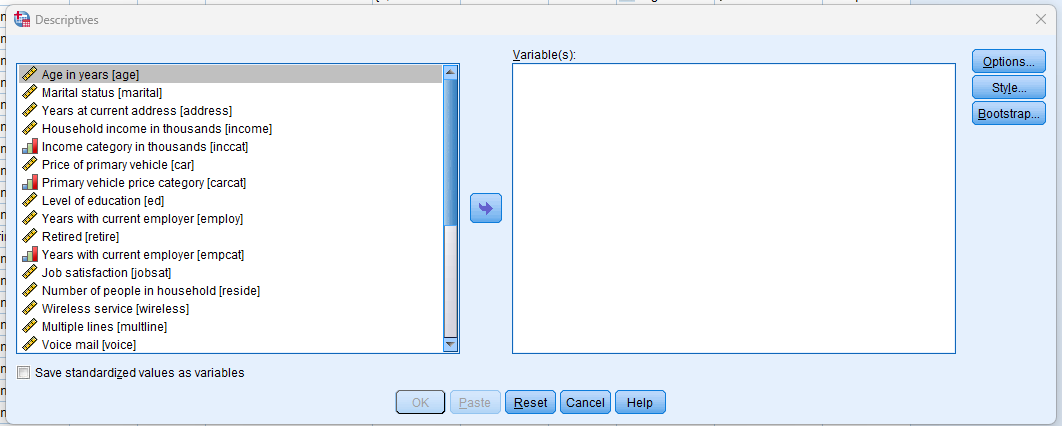 Descriptives
Variable(s):
Age in years [age]
Marital status [marital]
Years at current address [address]
Household income in thousands [income]
Income category in thousands [inccat]
Price of primary vehicle [car]
Primary vehicle price category [carcat]
Level of education [ed]
Years with current employer [employ]
Retired [retire]
Years with current employer [empcat]
Job satisfaction [jobsat]
Number of people in household [reside]
Wireless service [wireless]
Multiple lines [multline]
Voice mail [voice]
Options...
Style...
Bootstrap...
Save standardized values as variables
OK Paste Reset Cancel Help